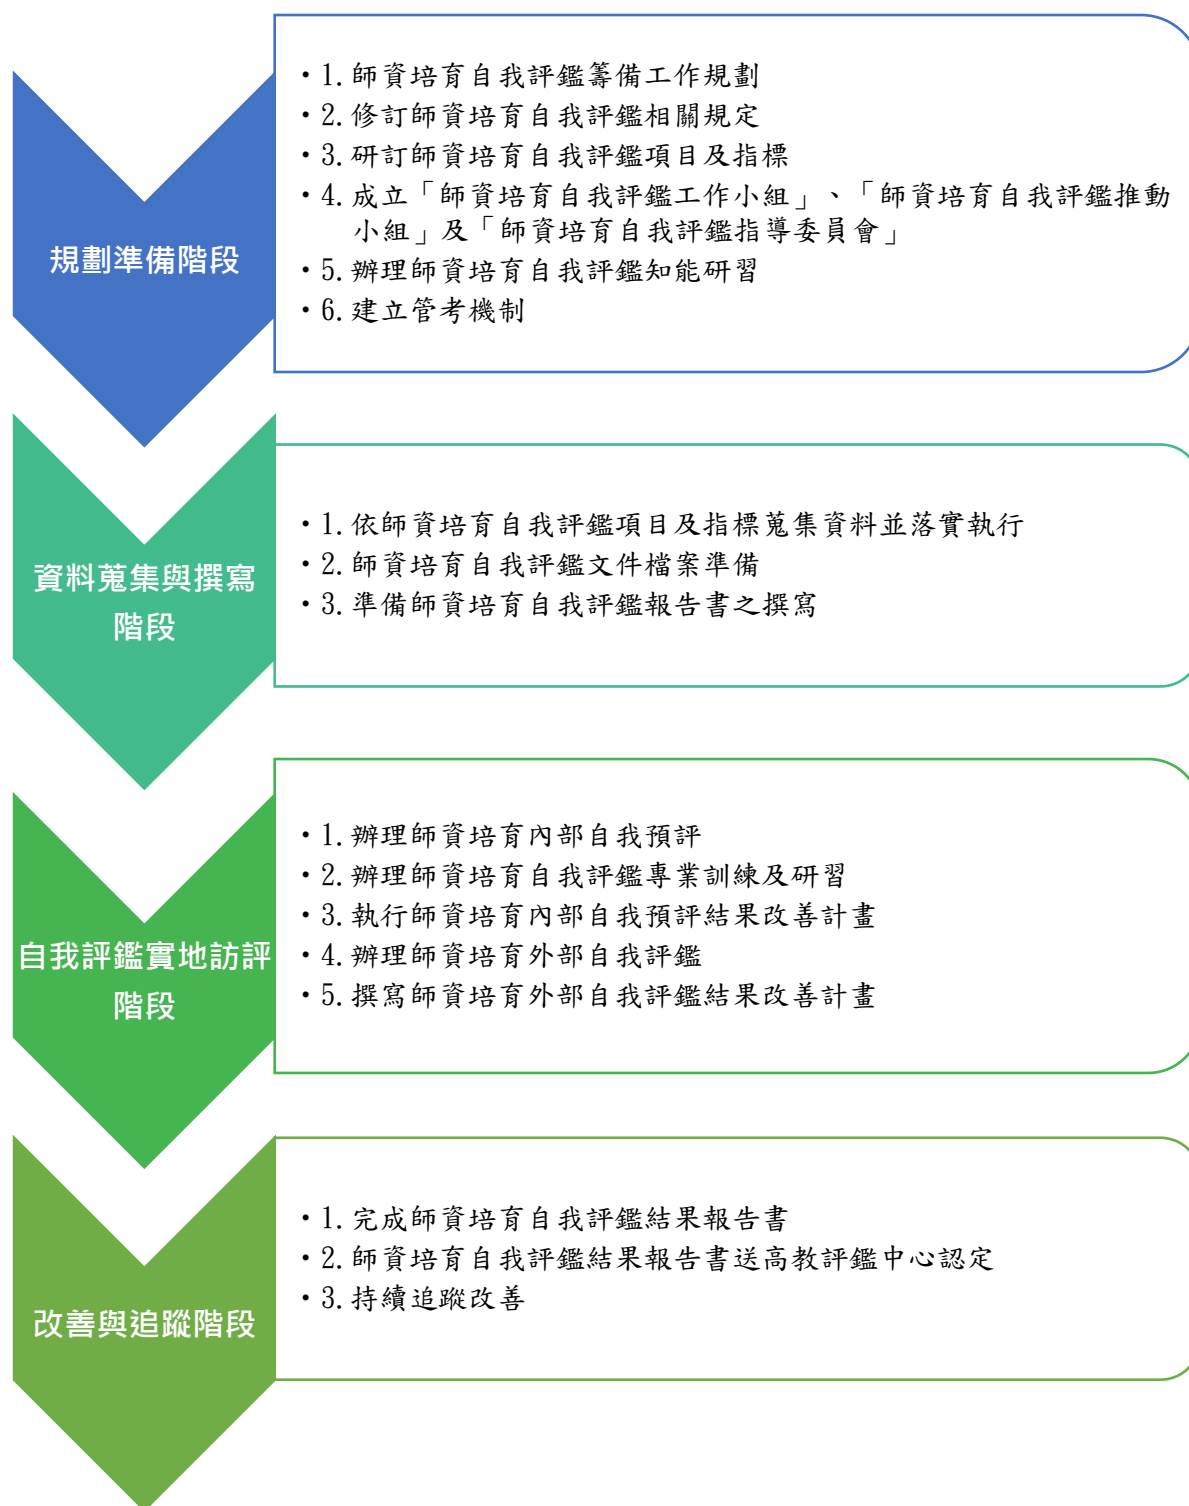 規劃準備階段
・1.師資培育自我評鑑籌備工作規劃
・2.修訂師資培育自我評鑑相關規定
・3.研訂師資培育自我評鑑項目及指標
・4.成立「師資培育自我評鑑工作小組」、「師資培育自我評鑑推動
小組」及「師資培育自我評鑑指導委員會」
・5.辦理師資培育自我評鑑知能研習
・6.建立管考機制
資料蒐集與撰寫
階段
・1.依師資培育自我評鑑項目及指標蒐集資料並落實執行
・2.師資培育自我評鑑文件檔案準備
・3.準備師資培育自我評鑑報告書之撰寫
自我評鑑實地訪評
階段
・1.辦理師資培育內部自我預評
・2.辦理師資培育自我評鑑專業訓練及研習
・3.執行師資培育內部自我預評結果改善計畫
・4.辦理師資培育外部自我評鑑
・5.撰寫師資培育外部自我評鑑結果改善計畫
改善與追蹤階段
・1.完成師資培育自我評鑑結果報告書
・2.師資培育自我評鑑結果報告書送高教評鑑中心認定
・3.持續追蹤改善